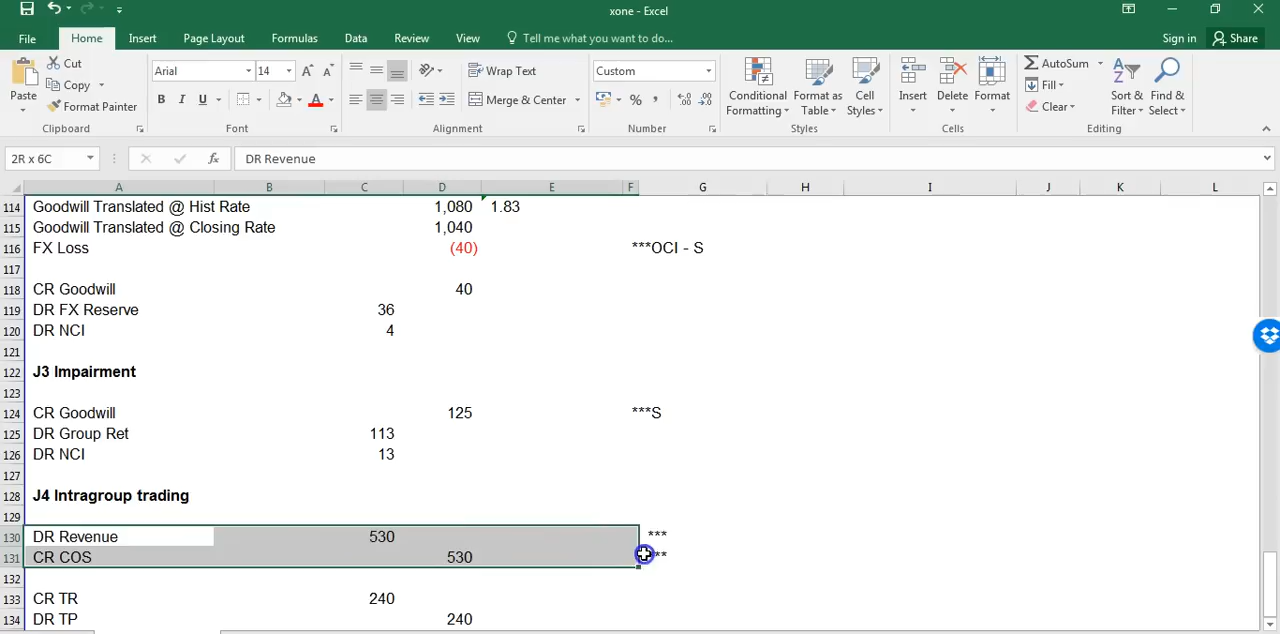 xone - Excel
File Home Insert Page Layout Formulas Data Review View Tell me what you want to do... Sign in Share
Paste Cut Copy Format Painter
Clipboard
Arial 14 A A
B I U A
Font
Wrap Text
Merge & Center
Alignment
Custom
% , .0 .00 .00 .0
Number
Conditional Formatting Format as Table Cell Styles
Styles
Insert Delete Format
Cells
AutoSum Fill Clear
Sort & Filter Find & Select
Editing
2R x 6C fx DR Revenue
A B C D E F G H I J K L
114 Goodwill Translated @ Hist Rate 1,080 1.83
115 Goodwill Translated @ Closing Rate 1,040
116 FX Loss (40) ***OCI - S
117
118 CR Goodwill 40
119 DR FX Reserve 36
120 DR NCI 4
121
122 J3 Impairment
123
124 CR Goodwill 125 ***S
125 DR Group Ret 113
126 DR NCI 13
127
128 J4 Intragroup trading
129
130 DR Revenue 530 ***
131 CR COS 530 **
132
133 CR TR 240
134 DR TP 240